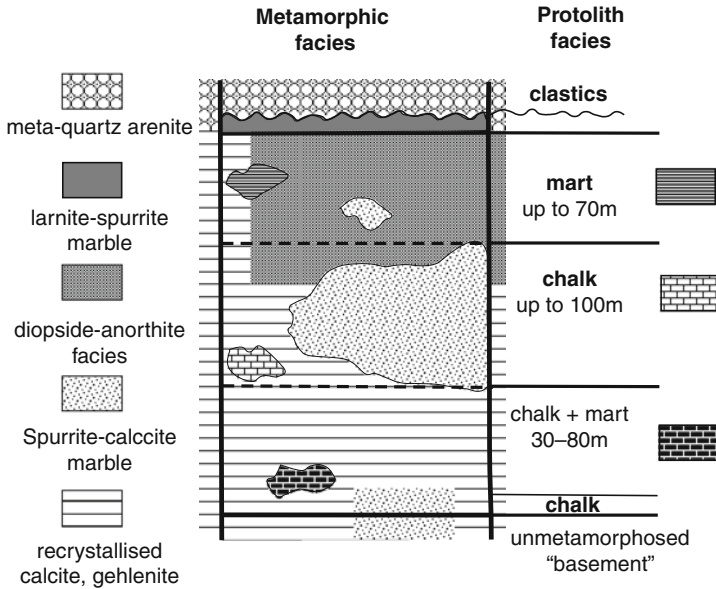 Metamorphic
facies
Protolith
facies
meta-quartz arenite
larnite-spurrite
marble
diopside-anorthite
facies
Spurrite-calccite
marble
recrystallised
calcite, gehlenite
clastics
mart
up to 70m
chalk
up to 100m
chalk + mart
30–80m
chalk
unmetamorphosed
“basement”